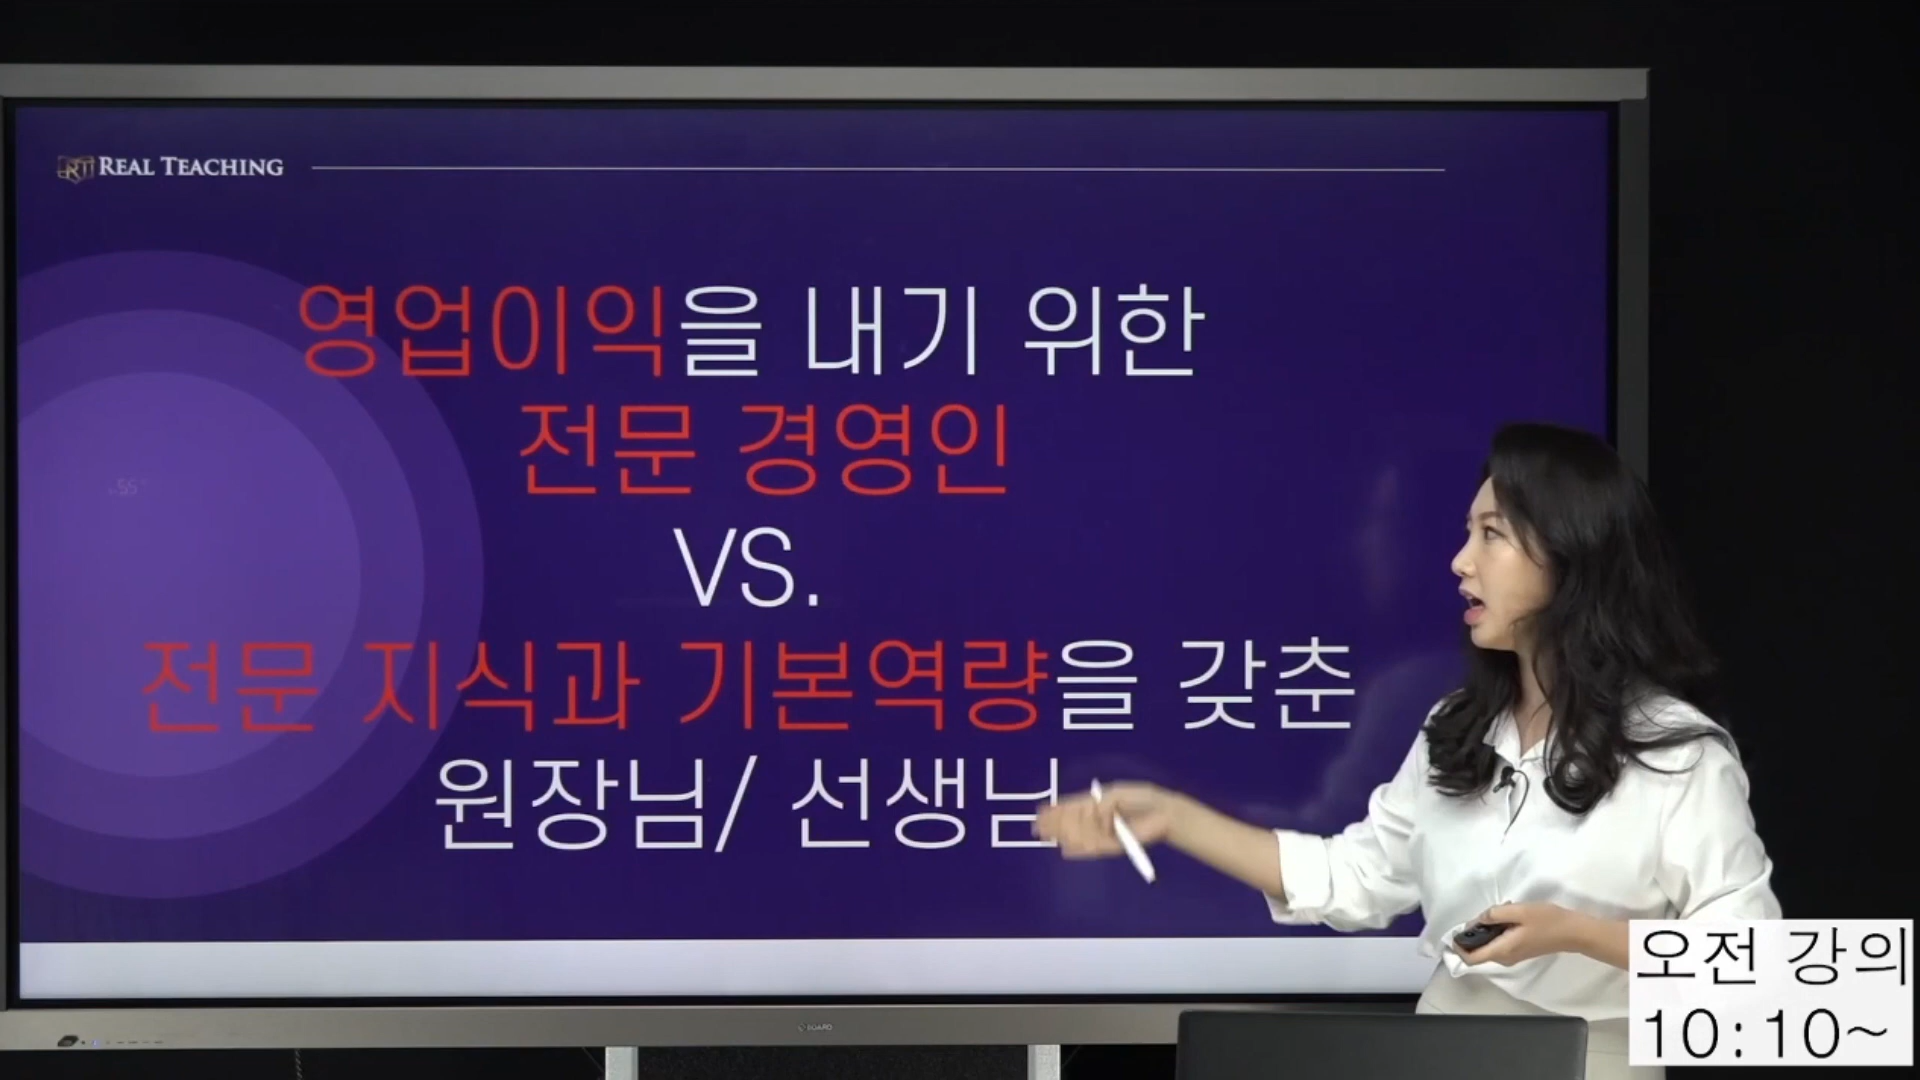 REAL TEACHING
영업이익을 내기 위한
전문 경영인
VS.
전문 지식과 기본역량을 갖춘
원장님/ 선생님
오전 강의
10:10~